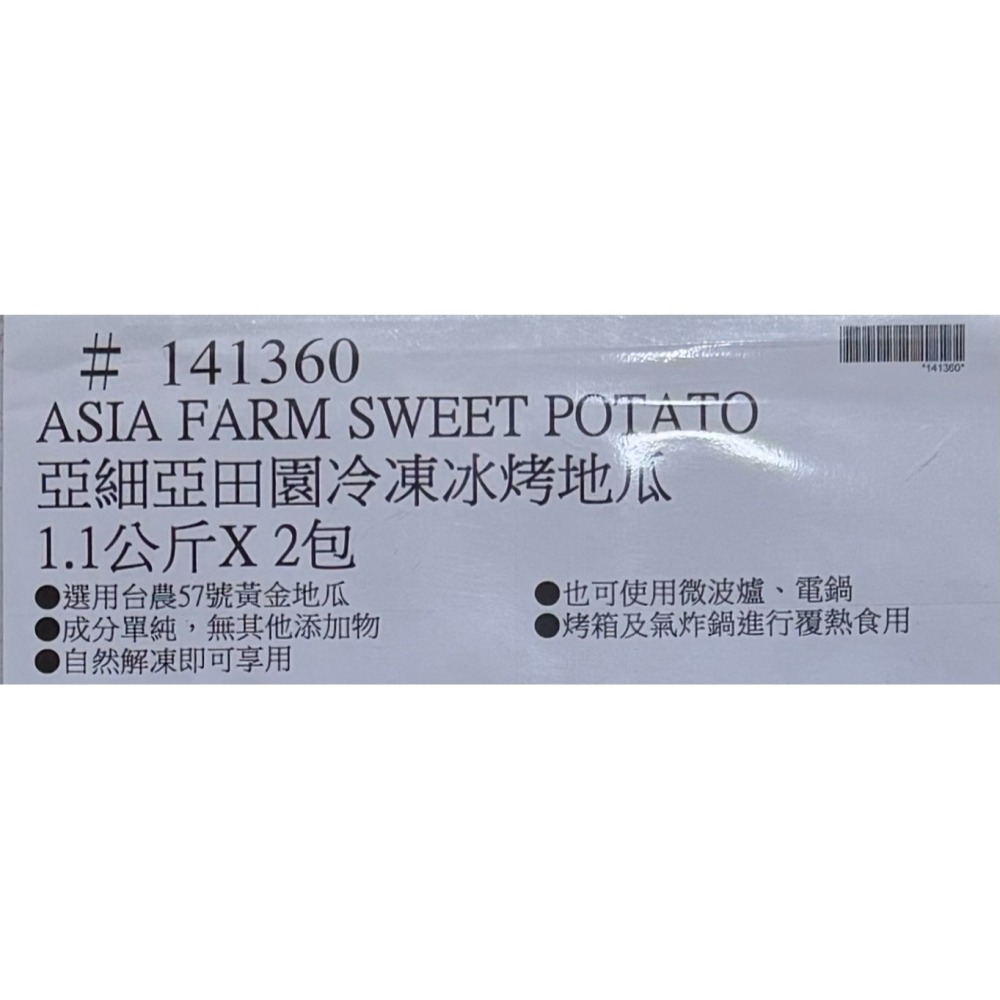 # 141360
*141360*
ASIA FARM SWEET POTATO
亞細亞田園冷凍冰烤地瓜
1.1公斤X 2包
●選用台農57號黃金地瓜
●成分單純，無其他添加物
●自然解凍即可享用
●也可使用微波爐、電鍋
●烤箱及氣炸鍋進行覆熱食用